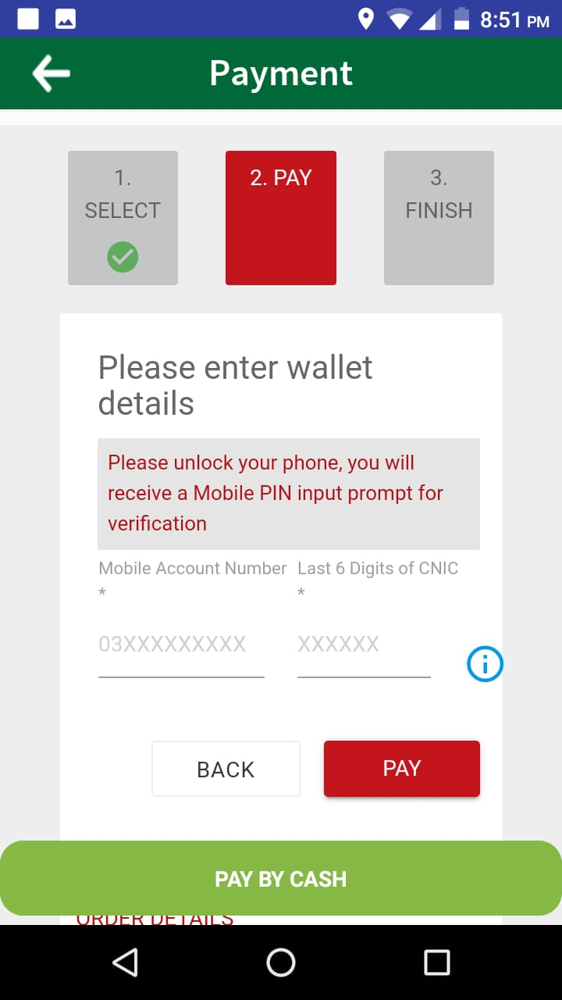 8:51 PM
Payment
1.
SELECT
2. PAY
3.
FINISH
Please enter wallet
details
Please unlock your phone, you will
receive a Mobile PIN input prompt for
verification
Mobile Account Number
*
Last 6 Digits of CNIC
*
03XXXXXXXXX
XXXXXX
BACK
PAY
PAY BY CASH
ORDER DETAILS